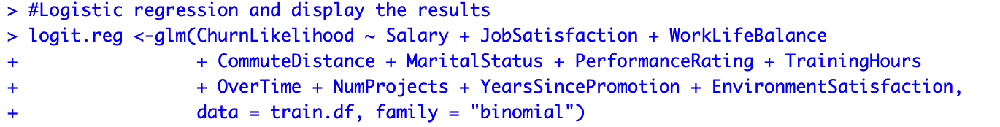 > #Logistic regression and display the results
> logit.reg <-glm(ChurnLikelihood ~ Salary + JobSatisfaction + WorkLifeBalance
+                 + CommuteDistance + MaritalStatus + PerformanceRating + TrainingHours
+                 + OverTime + NumProjects + YearsSincePromotion + EnvironmentSatisfaction,
+                 data = train.df, family = "binomial")